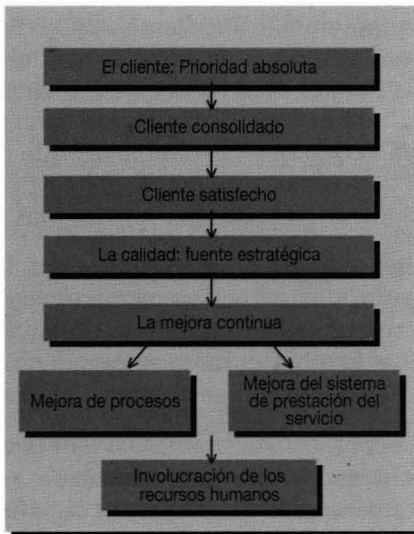 El cliente: Prioridad absoluta
Cliente consolidado
Cliente satisfecho
La calidad: fuente estratégica
La mejora continua
Mejora de procesos
Mejora del sistema
de prestación del
servicio
Involucración de los
recursos humanos